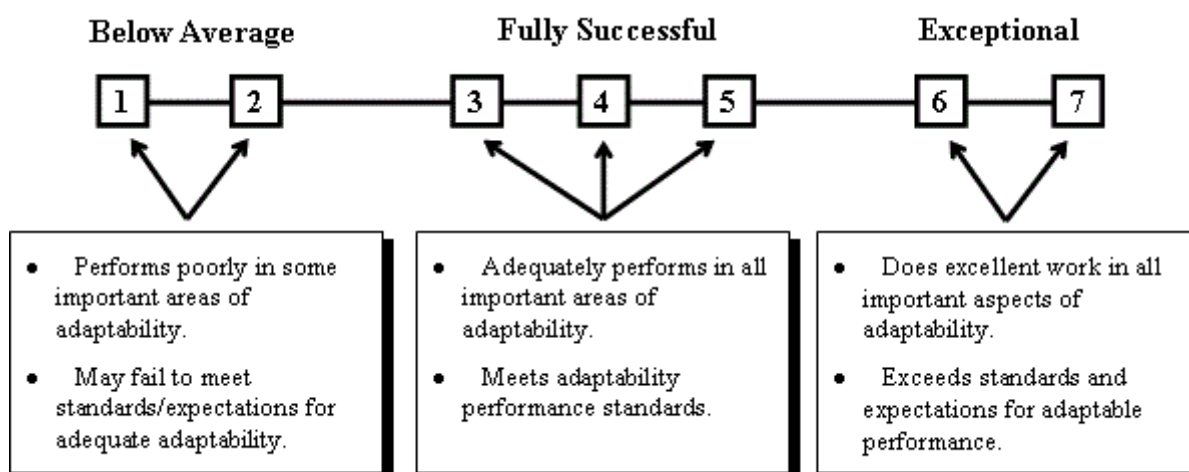 Below Average Fully Successful Exceptional
1 2 3 4 5 6 7
● Performs poorly in some
important areas of
adaptability.
● May fail to meet
standards/expectations for
adequate adaptability.
● Adequately performs in all
important areas of
adaptability.
● Meets adaptability
performance standards.
● Does excellent work in all
important aspects of
adaptability.
● Exceeds standards and
expectations for adaptable
performance.